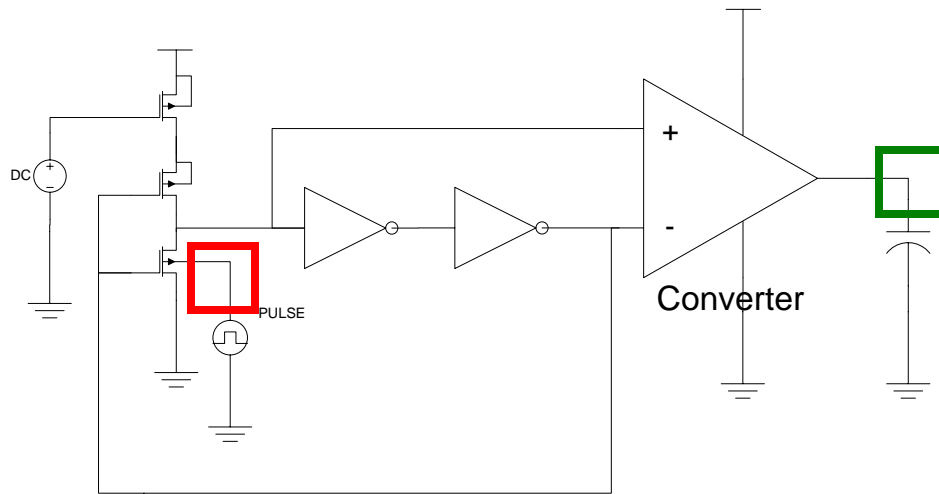 DC
+
-
+
-
PULSE
Converter